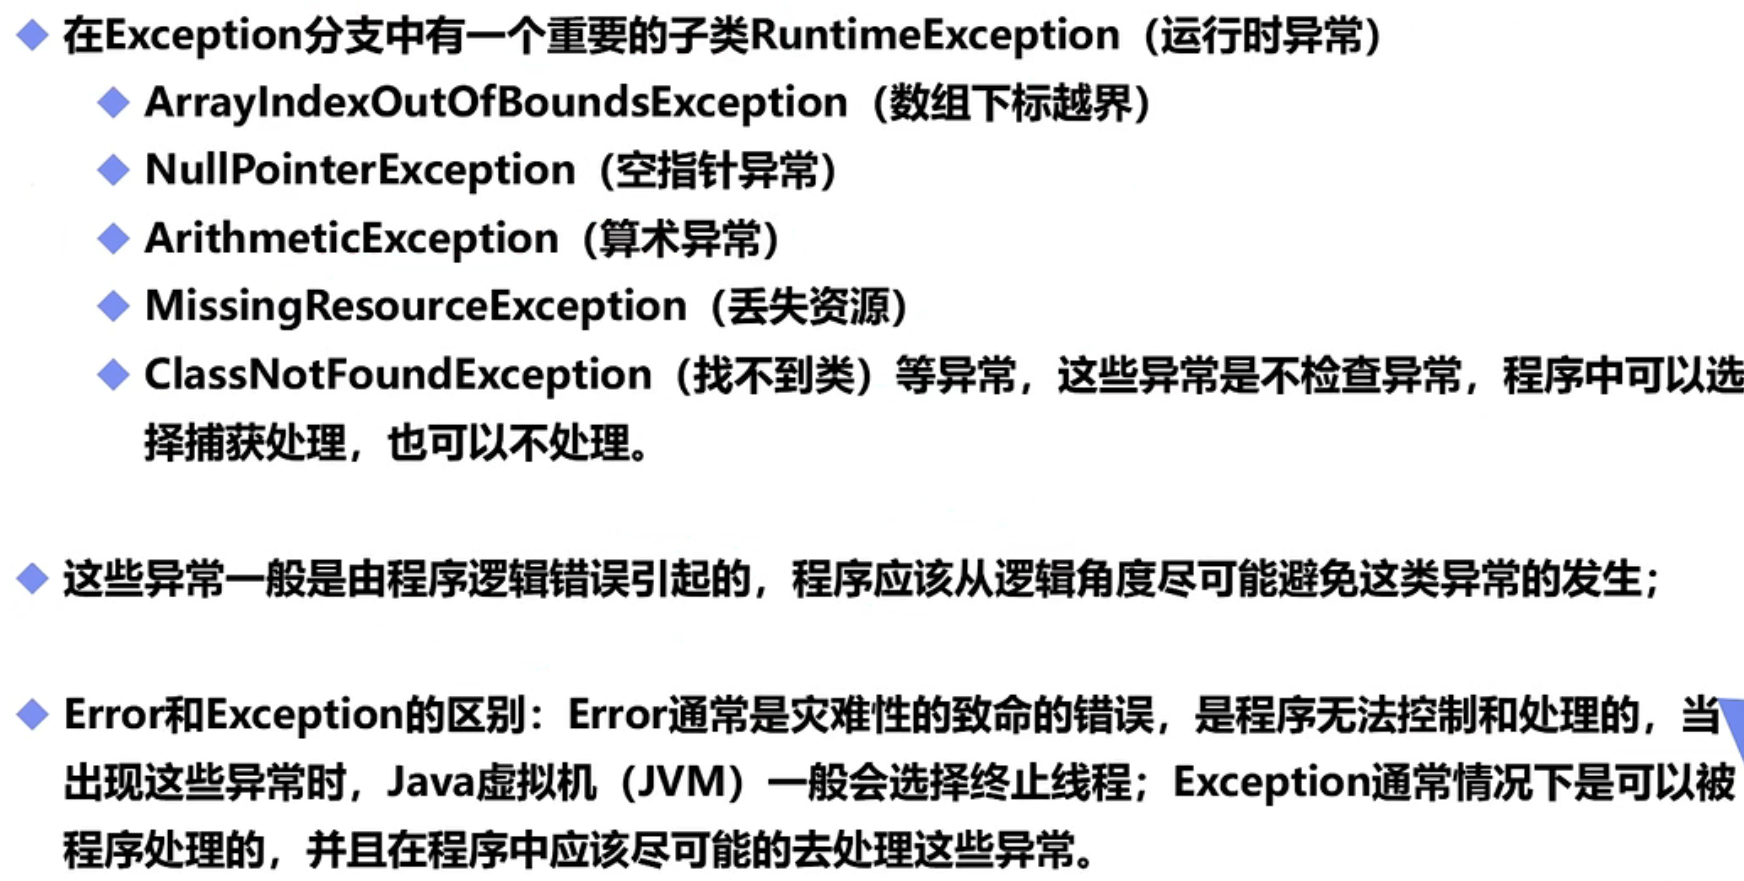 在Exception分支中有一个重要的子类RuntimeException（运行时异常）
ArrayIndexOutOfBoundsException（数组下标越界）
NullPointerException（空指针异常）
ArithmeticException（算术异常）
MissingResourceException（丢失资源）
ClassNotFoundException（找不到类）等异常，这些异常是不检查异常，程序中可以选
择捕获处理，也可以不处理。
这些异常一般是由程序逻辑错误引起的，程序应该从逻辑角度尽可能避免这类异常的发生；
Error和Exception的区别：Error通常是灾难性的致命的错误，是程序无法控制和处理的，当
出现这些异常时，Java虚拟机（JVM）一般会选择终止线程；Exception通常情况下是可以被
程序处理的，并且在程序中应该尽可能的去处理这些异常。